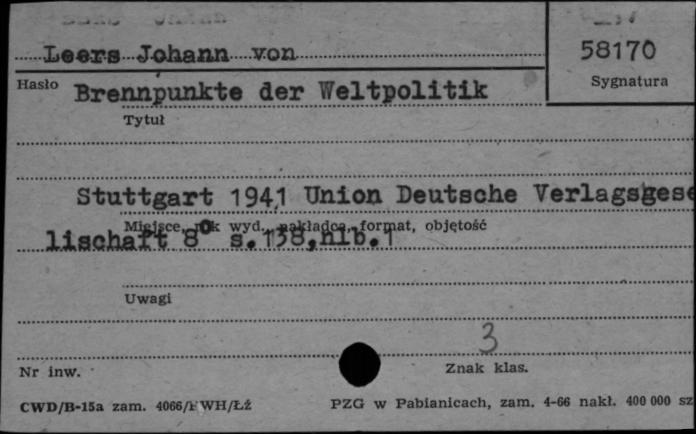 Leers Johann von
58170
Hasło
Sygnatura
Brennpunkte der Weltpolitik
Tytuł
Stuttgart 1941 Union Deutsche Verlagsgese
Miejsce, rok wyd., nakładca, format, objętość
lischaft 8° s.138,nlb.1
Uwagi
3
Nr inw.
Znak klas.
CWD/B-15a zam. 4066/ WH/ŁŻ
PZG w Pabianicach, zam. 4-66 nakł. 400 000 sz